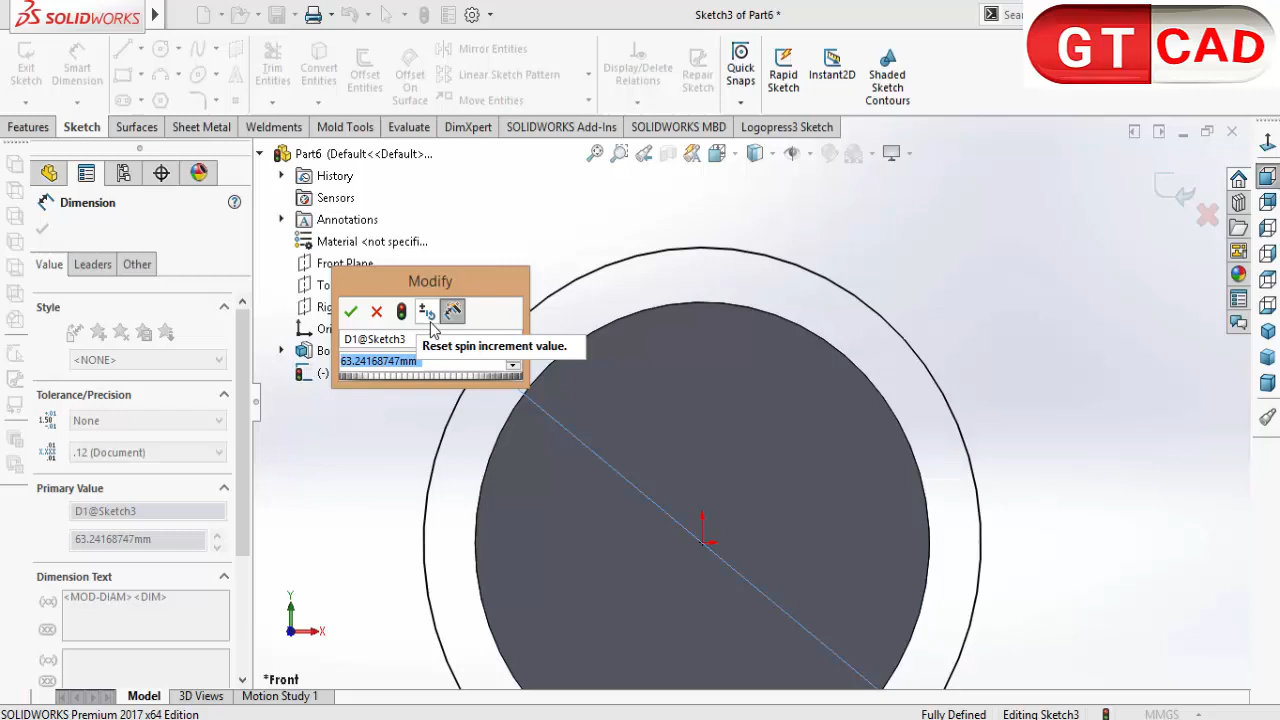 SOLIDWORKS
Sketch3 of Part6 *
Sear
GT CAD
Exit Sketch
Smart Dimension
Trim Entities
Convert Entities
Offset Entities
Offset On Surface
Mirror Entities
Linear Sketch Pattern
Move Entities
Display/Delete Relations
Repair Sketch
Quick Snaps
Rapid Sketch
Instant2D
Shaded Sketch Contours
Features
Sketch
Surfaces
Sheet Metal
Weldments
Mold Tools
Evaluate
DimXpert
SOLIDWORKS Add-Ins
SOLIDWORKS MBD
Logopress3 Sketch
Part6 (Default<<Default>...
History
Sensors
Annotations
Material <not specifi...
Front Plane
To
Rig
Ori
Bo
(-)
Dimension
Value
Leaders
Other
Style
<NONE>
Tolerance/Precision
None
.12 (Document)
Primary Value
D1@Sketch3
63.24168747mm
Dimension Text
<MOD-DIAM><DIM>
Modify
D1@Sketch3
Reset spin increment value.
63.24168747mm
Y
X
*Front
Model
3D Views
Motion Study 1
SOLIDWORKS Premium 2017 x64 Edition
Fully Defined
Editing Sketch3
MMGS